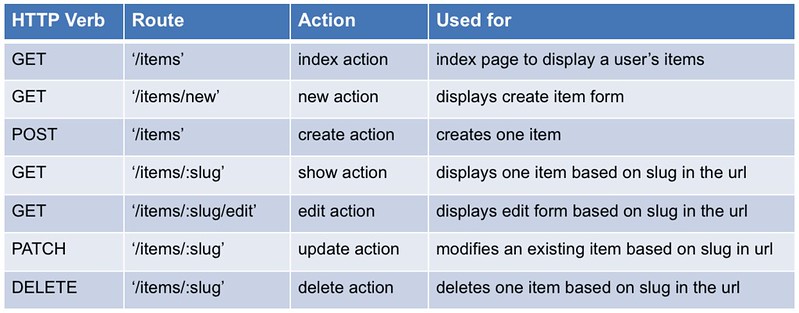 HTTP Verb Route Action Used for
GET ‘/items’ index action index page to display a user’s items
GET ‘/items/new’ new action displays create item form
POST ‘/items’ create action creates one item
GET ‘/items/:slug’ show action displays one item based on slug in the url
GET ‘/items/:slug/edit’ edit action displays edit form based on slug in the url
PATCH ‘/items/:slug’ update action modifies an existing item based on slug in url
DELETE ‘/items/:slug’ delete action deletes one item based on slug in the url